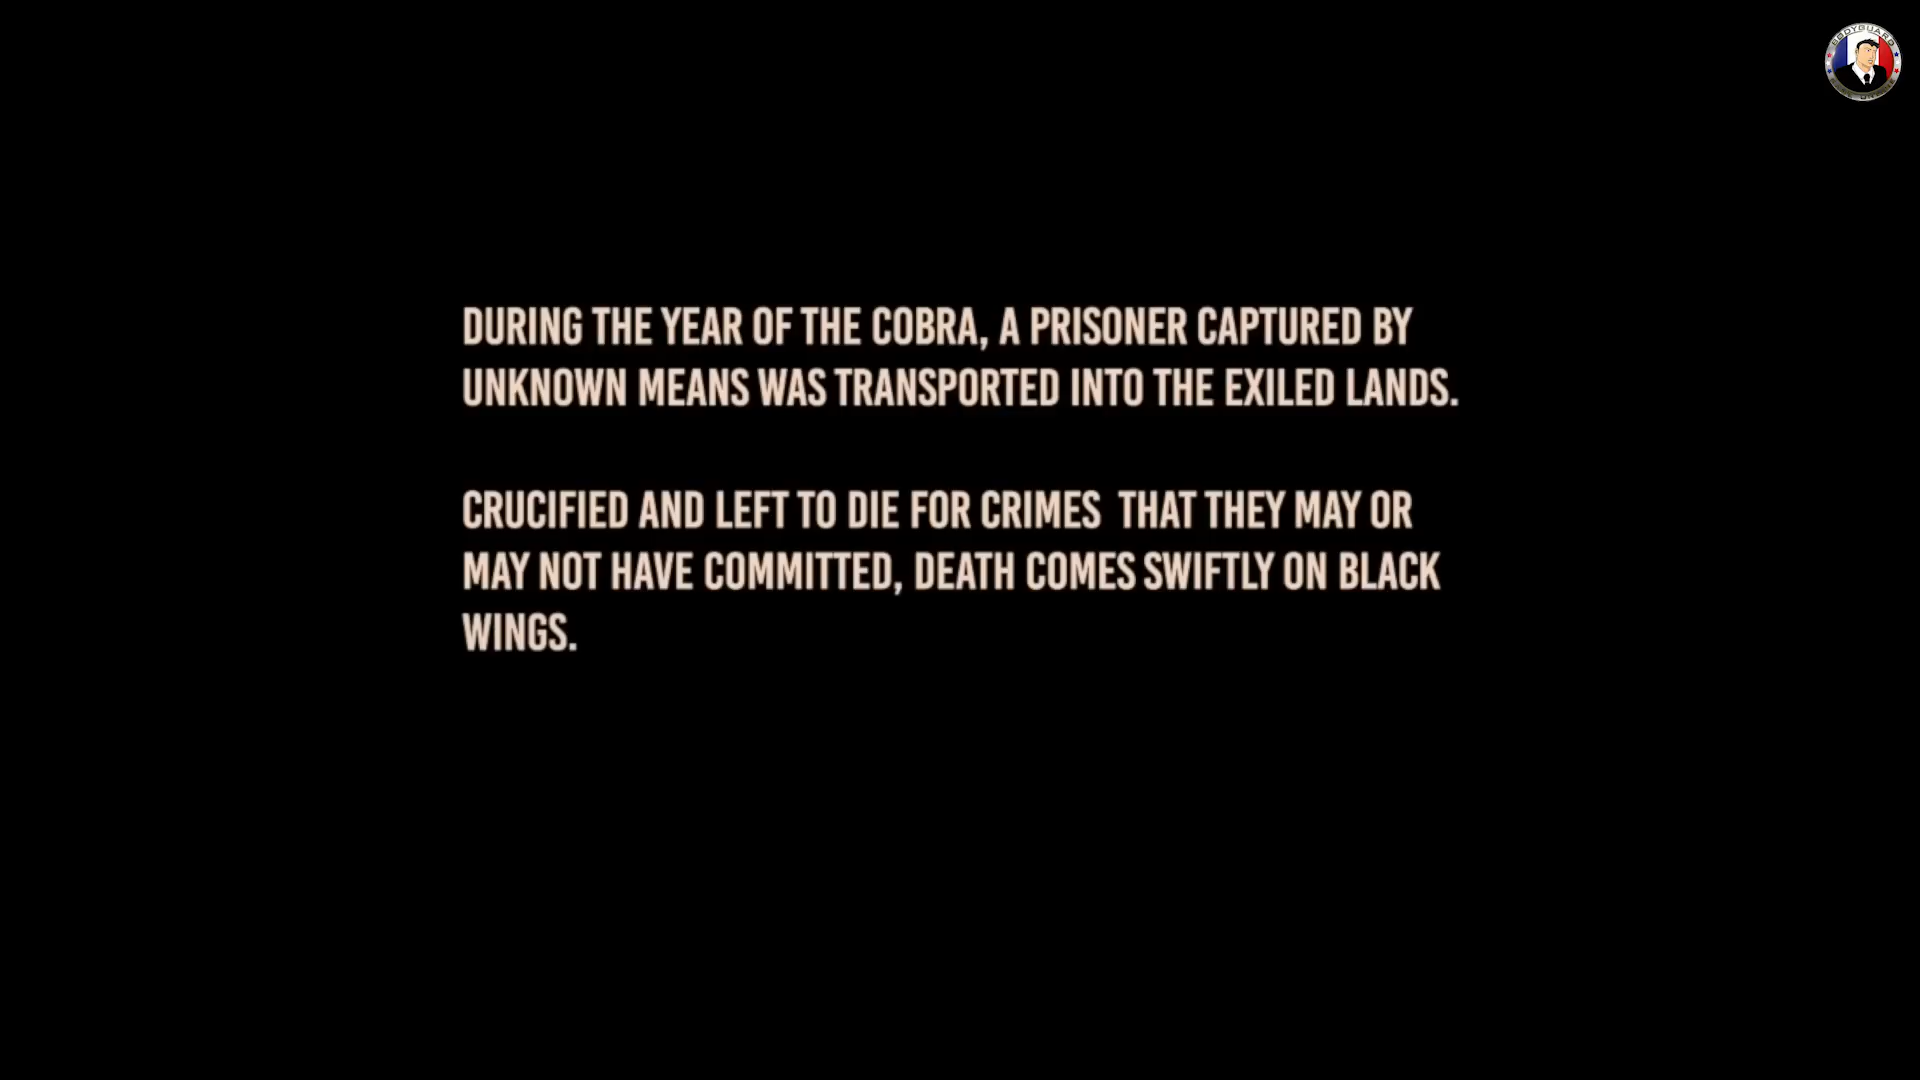 BODYGUARD
DURING THE YEAR OF THE COBRA, A PRISONER CAPTURED BY
UNKNOWN MEANS WAS TRANSPORTED INTO THE EXILED LANDS.
CRUCIFIED AND LEFT TO DIE FOR CRIMES THAT THEY MAY OR
MAY NOT HAVE COMMITTED, DEATH COMES SWIFTLY ON BLACK
WINGS.